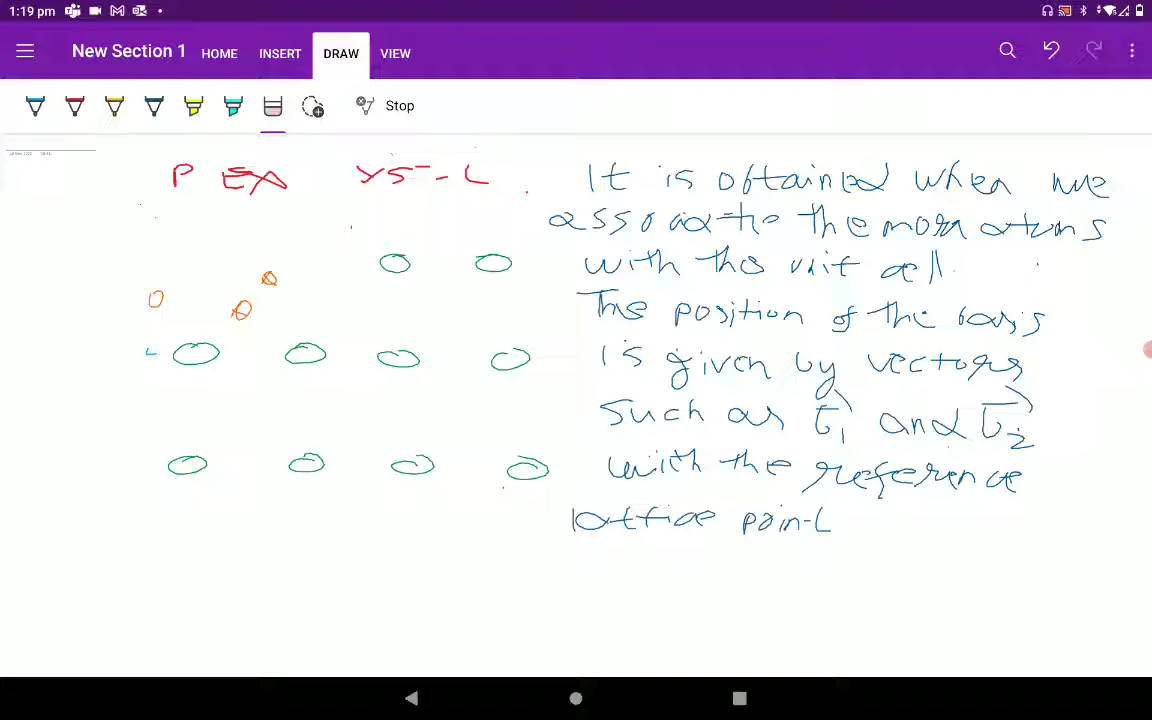 1:19 pm
New Section 1 HOME INSERT DRAW VIEW
Stop
P EX YST-L
It is obtained when we
associate the more atoms
with the unit cell.
The position of the basis
is given by vectors
such as and
with the reference
lattice point